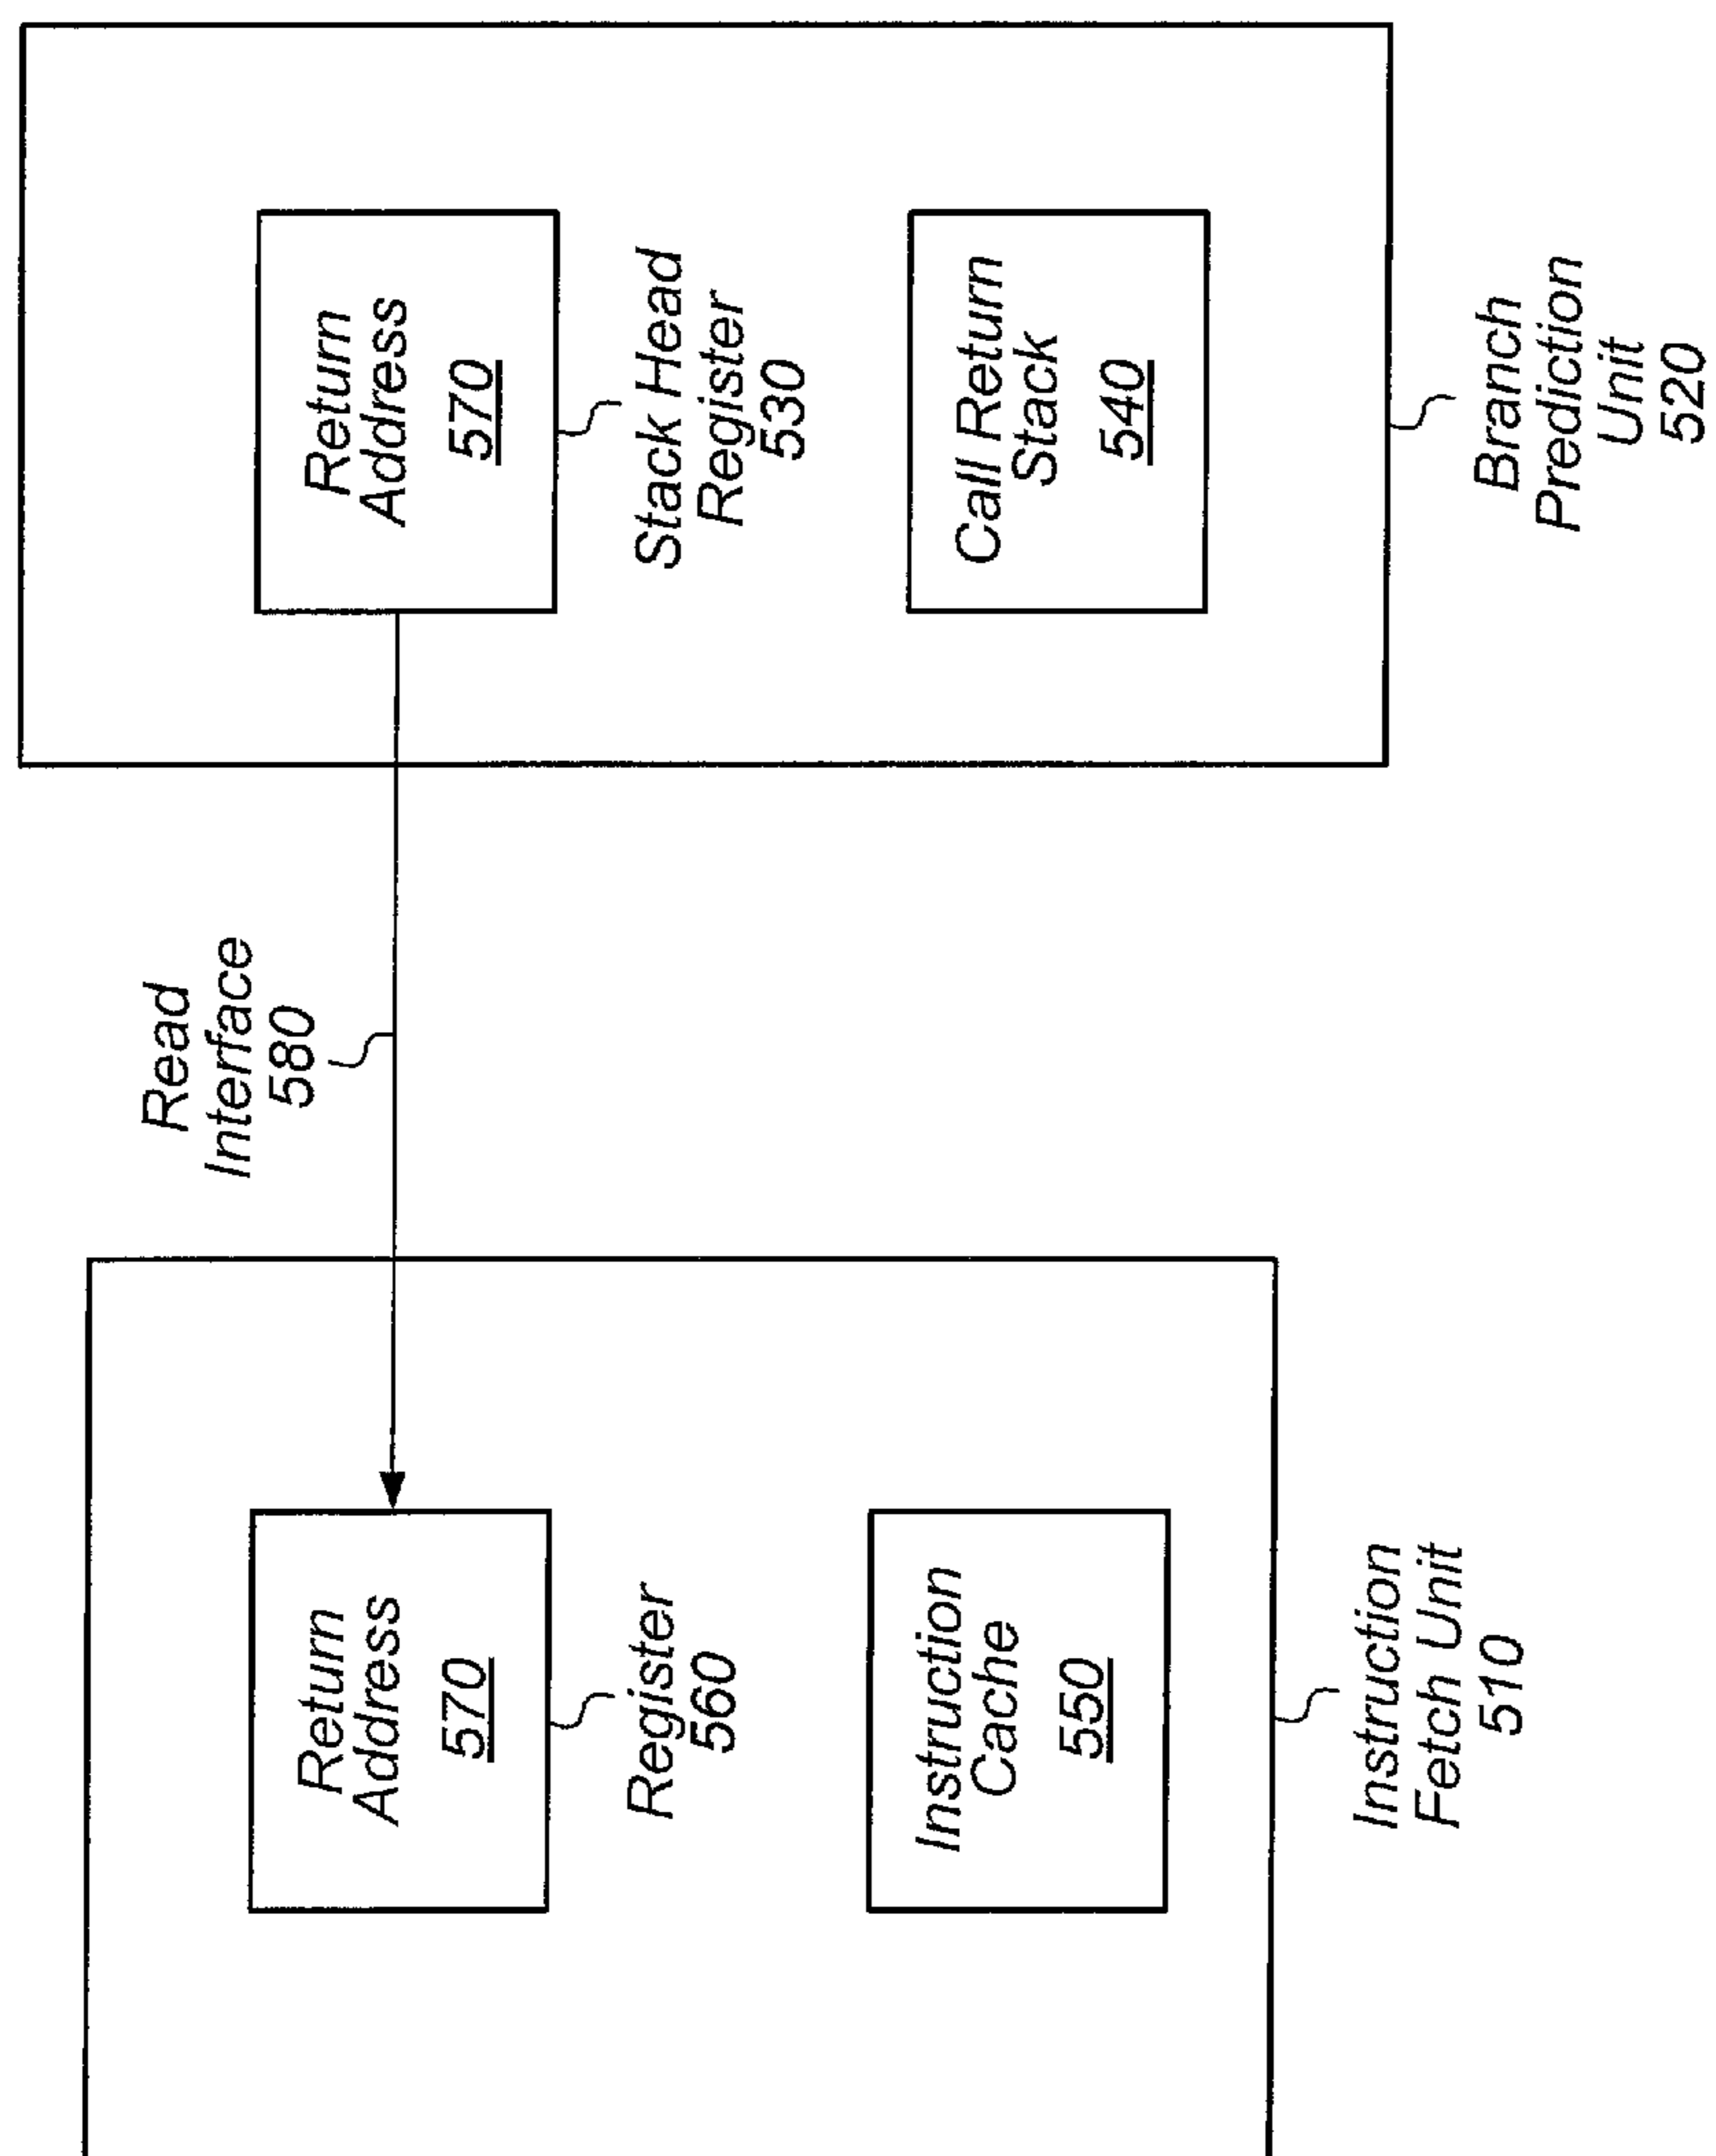 Return
Address
570
Register
560
Instruction
Cache
550
Instruction
Fetch Unit
510
Read
Interface
580
Return
Address
570
Stack Head
Register
530
Call Return
Stack
540
Branch
Prediction
Unit
520